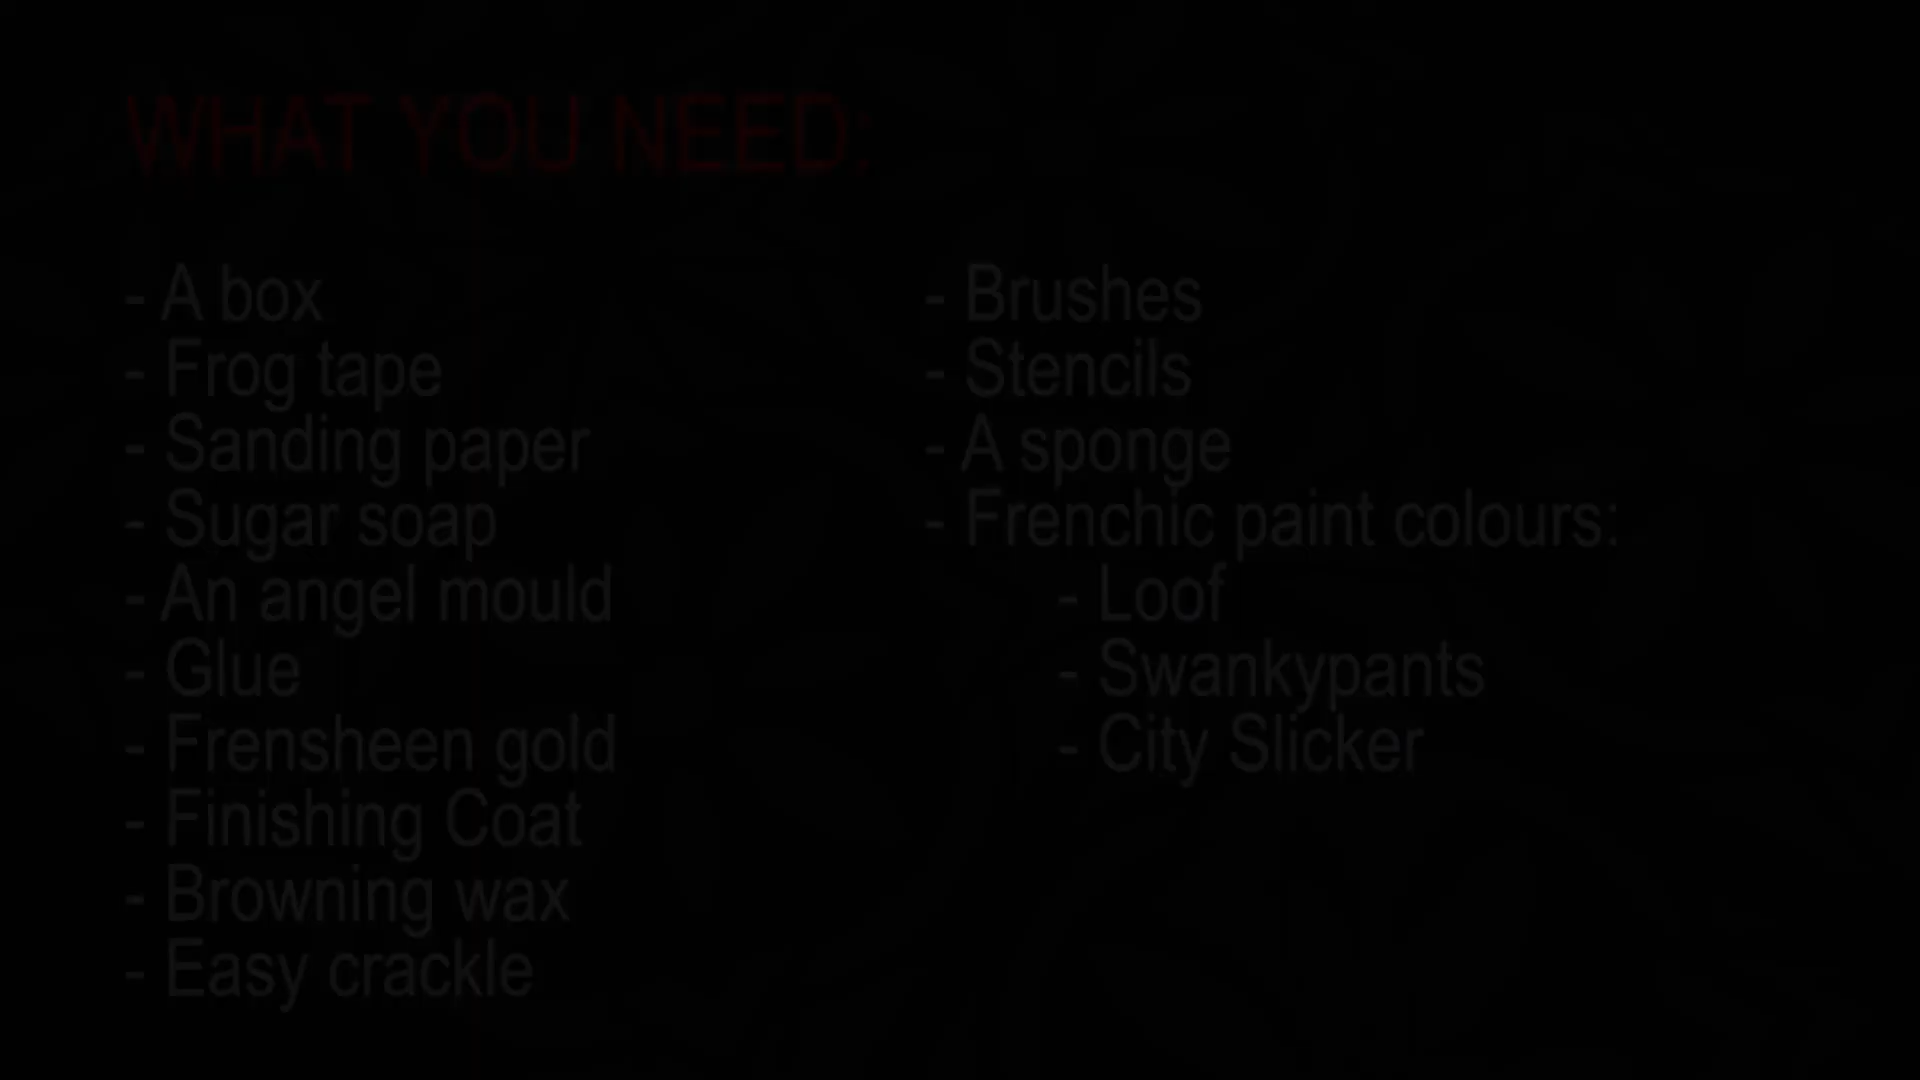 WHAT YOU NEED:
- A box
- Frog tape
- Sanding paper
- Sugar soap
- An angel mould
- Glue
- Frensheen gold
- Finishing Coat
- Browning wax
- Easy crackle
- Brushes
- Stencils
- A sponge
- Frenchic paint colours:
- Loof
- Swankypants
- City Slicker